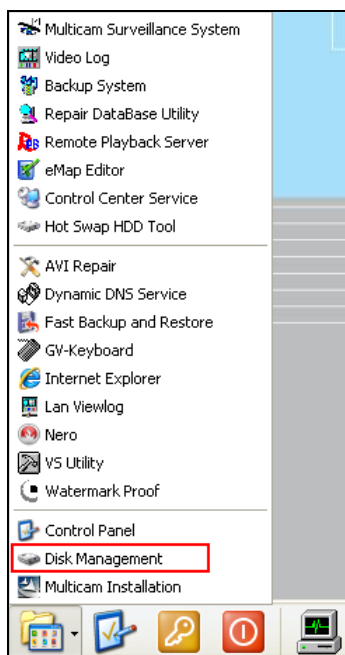 Multicam Surveillance System
Video Log
Backup System
Repair DataBase Utility
Remote Playback Server
eMap Editor
Control Center Service
Hot Swap HDD Tool
AVI Repair
Dynamic DNS Service
Fast Backup and Restore
GV-Keyboard
Internet Explorer
Lan Viewlog
Nero
VS Utility
Watermark Proof
Control Panel
Disk Management
Multicam Installation